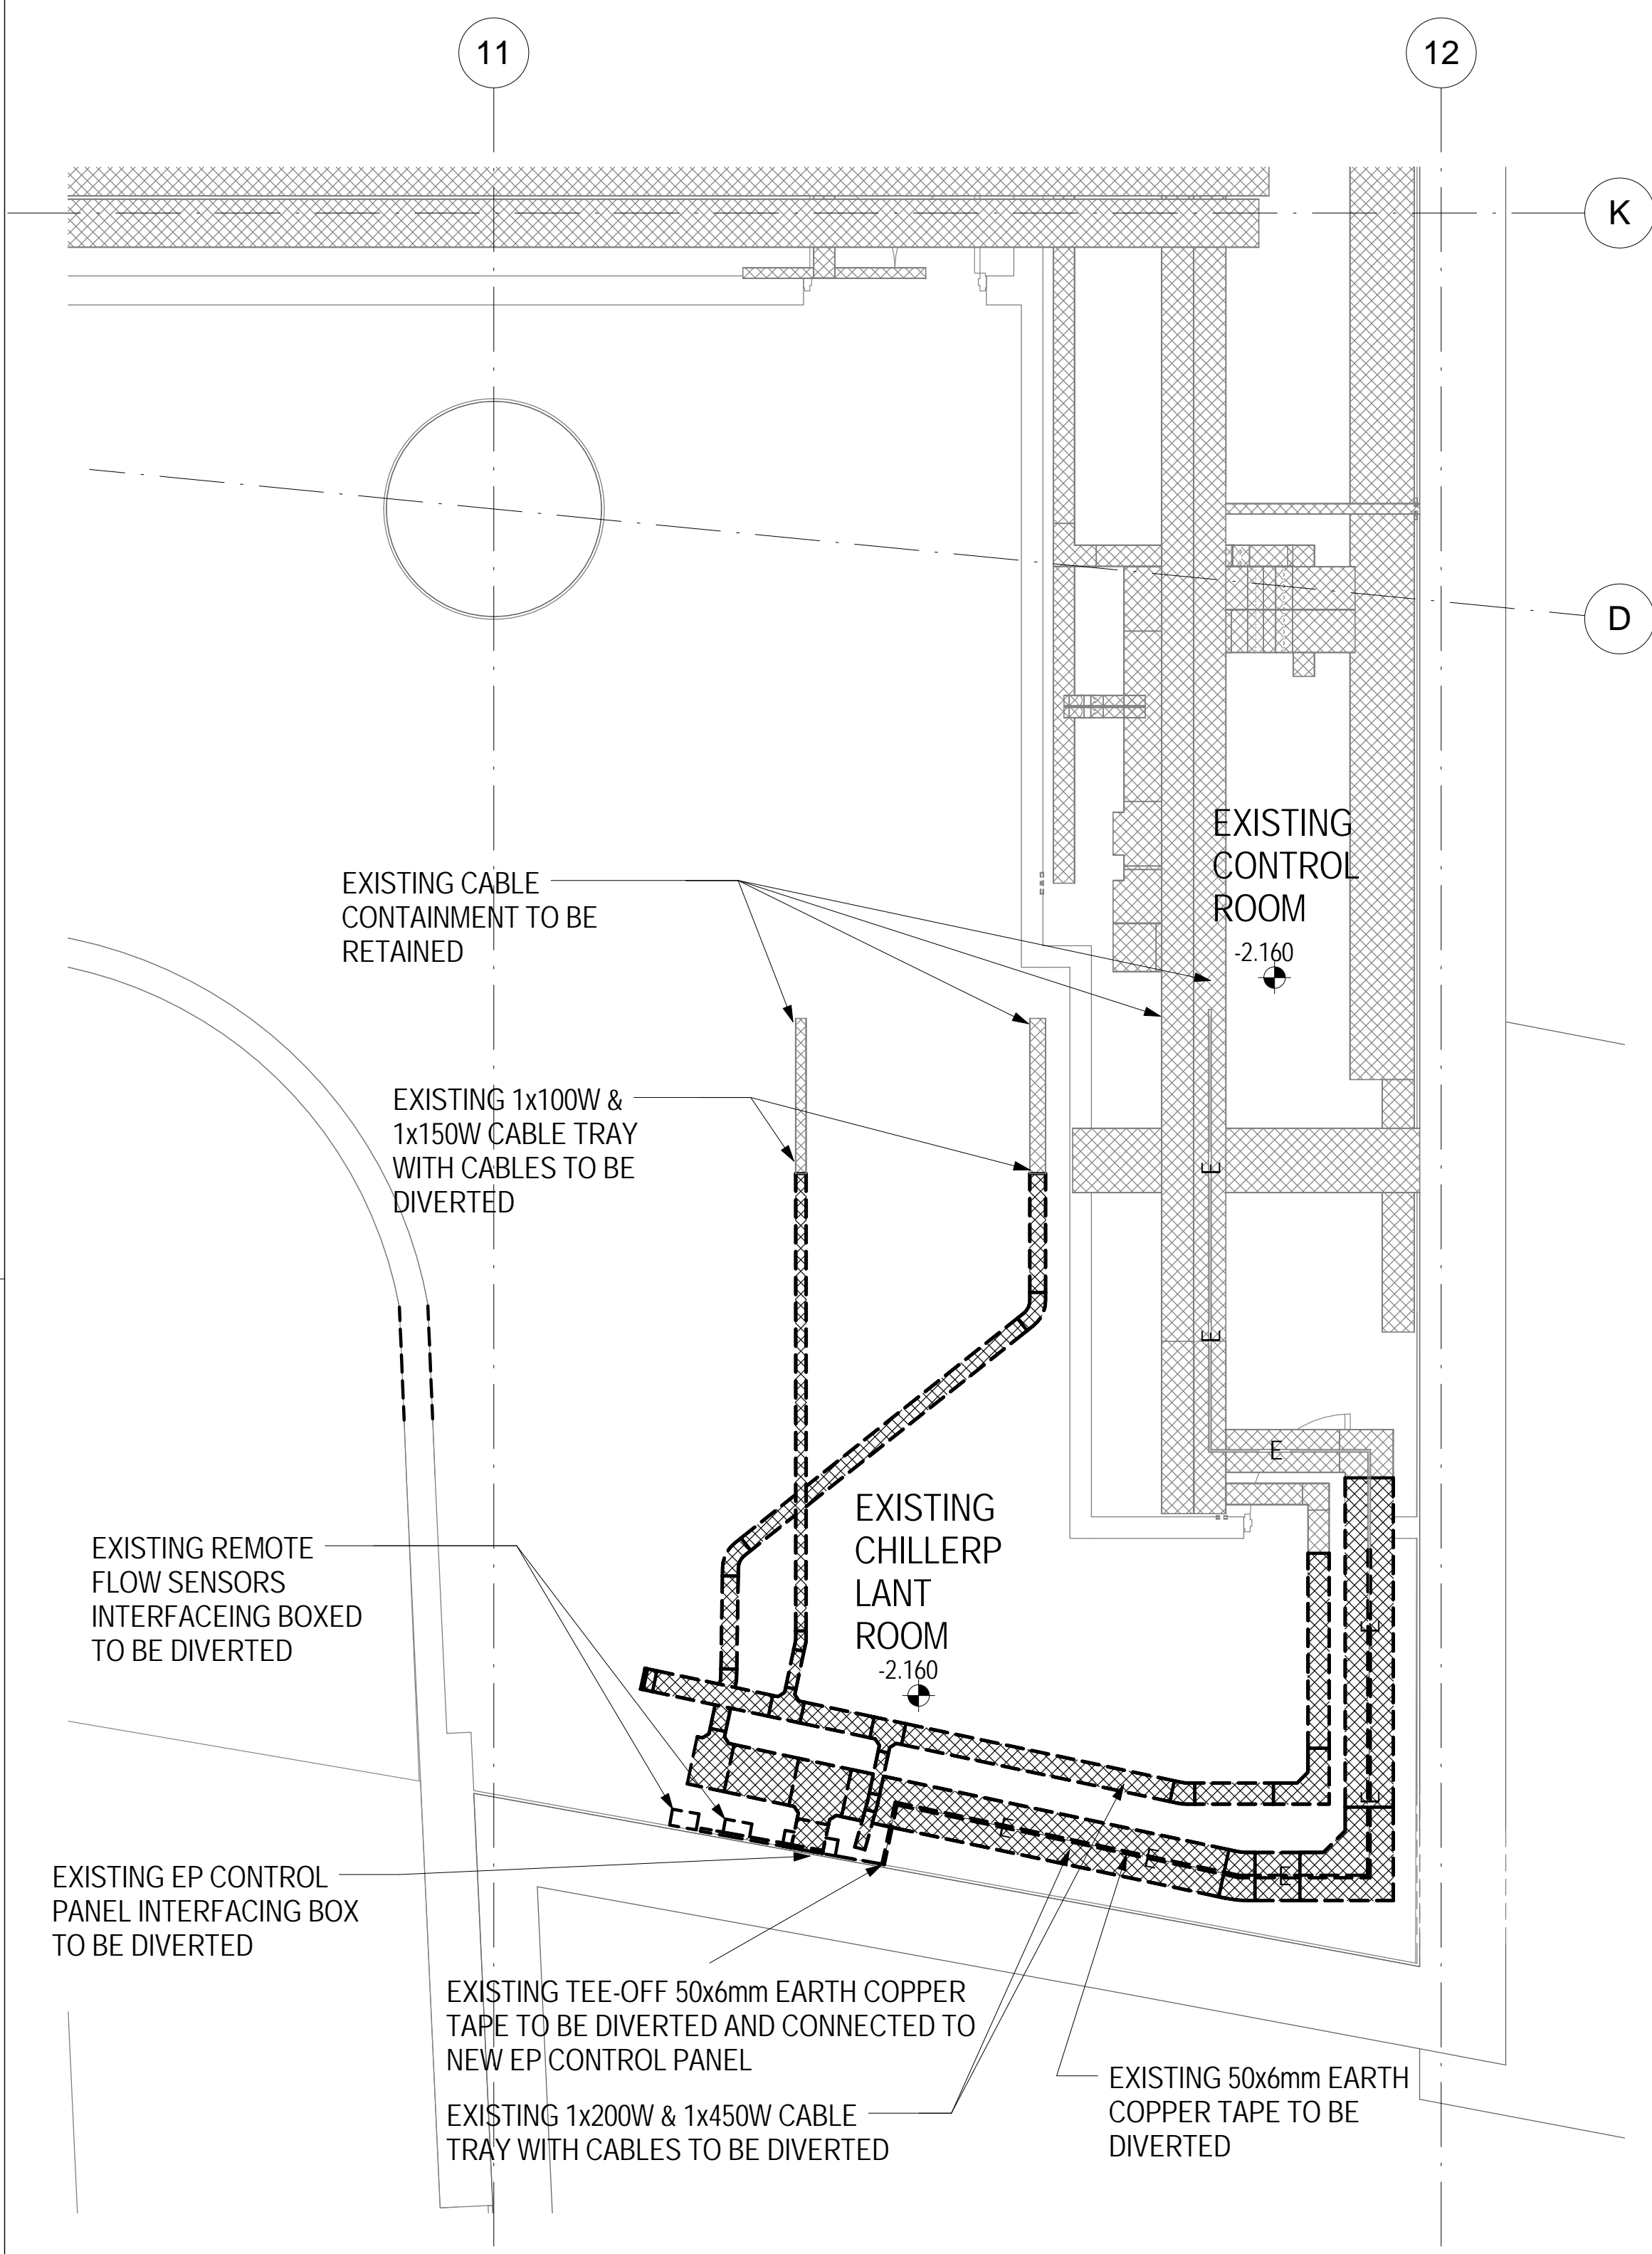 11
12
K
D
EXISTING
CONTROL
ROOM
-2.160
EXISTING CABLE
CONTAINMENT TO BE
RETAINED
EXISTING 1x100W &
1x150W CABLE TRAY
WITH CABLES TO BE
DIVERTED
E
E
E
EXISTING
CHILLERP
LANT
ROOM
-2.160
EXISTING REMOTE
FLOW SENSORS
INTERFACEING BOXED
TO BE DIVERTED
E
E
E
E
E
EXISTING EP CONTROL
PANEL INTERFACING BOX
TO BE DIVERTED
EXISTING TEE-OFF 50x6mm EARTH COPPER
TAPE TO BE DIVERTED AND CONNECTED TO
NEW EP CONTROL PANEL
EXISTING 1x200W & 1x450W CABLE
TRAY WITH CABLES TO BE DIVERTED
EXISTING 50x6mm EARTH
COPPER TAPE TO BE
DIVERTED